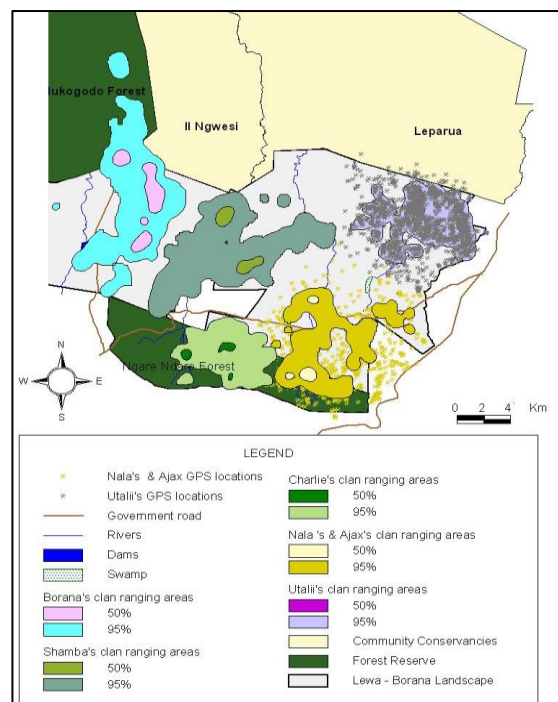 ukogodo Forest
Il Ngwesi
Leparua
Ngare Ndare Forest
N
W E
S
0 2 4 Km
LEGEND
Nala's & Ajax GPS locations
Utalii's GPS locations
Government road
Rivers
Dams
Swamp
Borana's clan ranging areas
50%
95%
Shamba's clan ranging areas
50%
95%
Charlie's clan ranging areas
50%
95%
Nala 's & Ajax's clan ranging areas
50%
95%
Utalii's clan ranging areas
50%
95%
Community Conservancies
Forest Reserve
Lewa - Borana Landscape